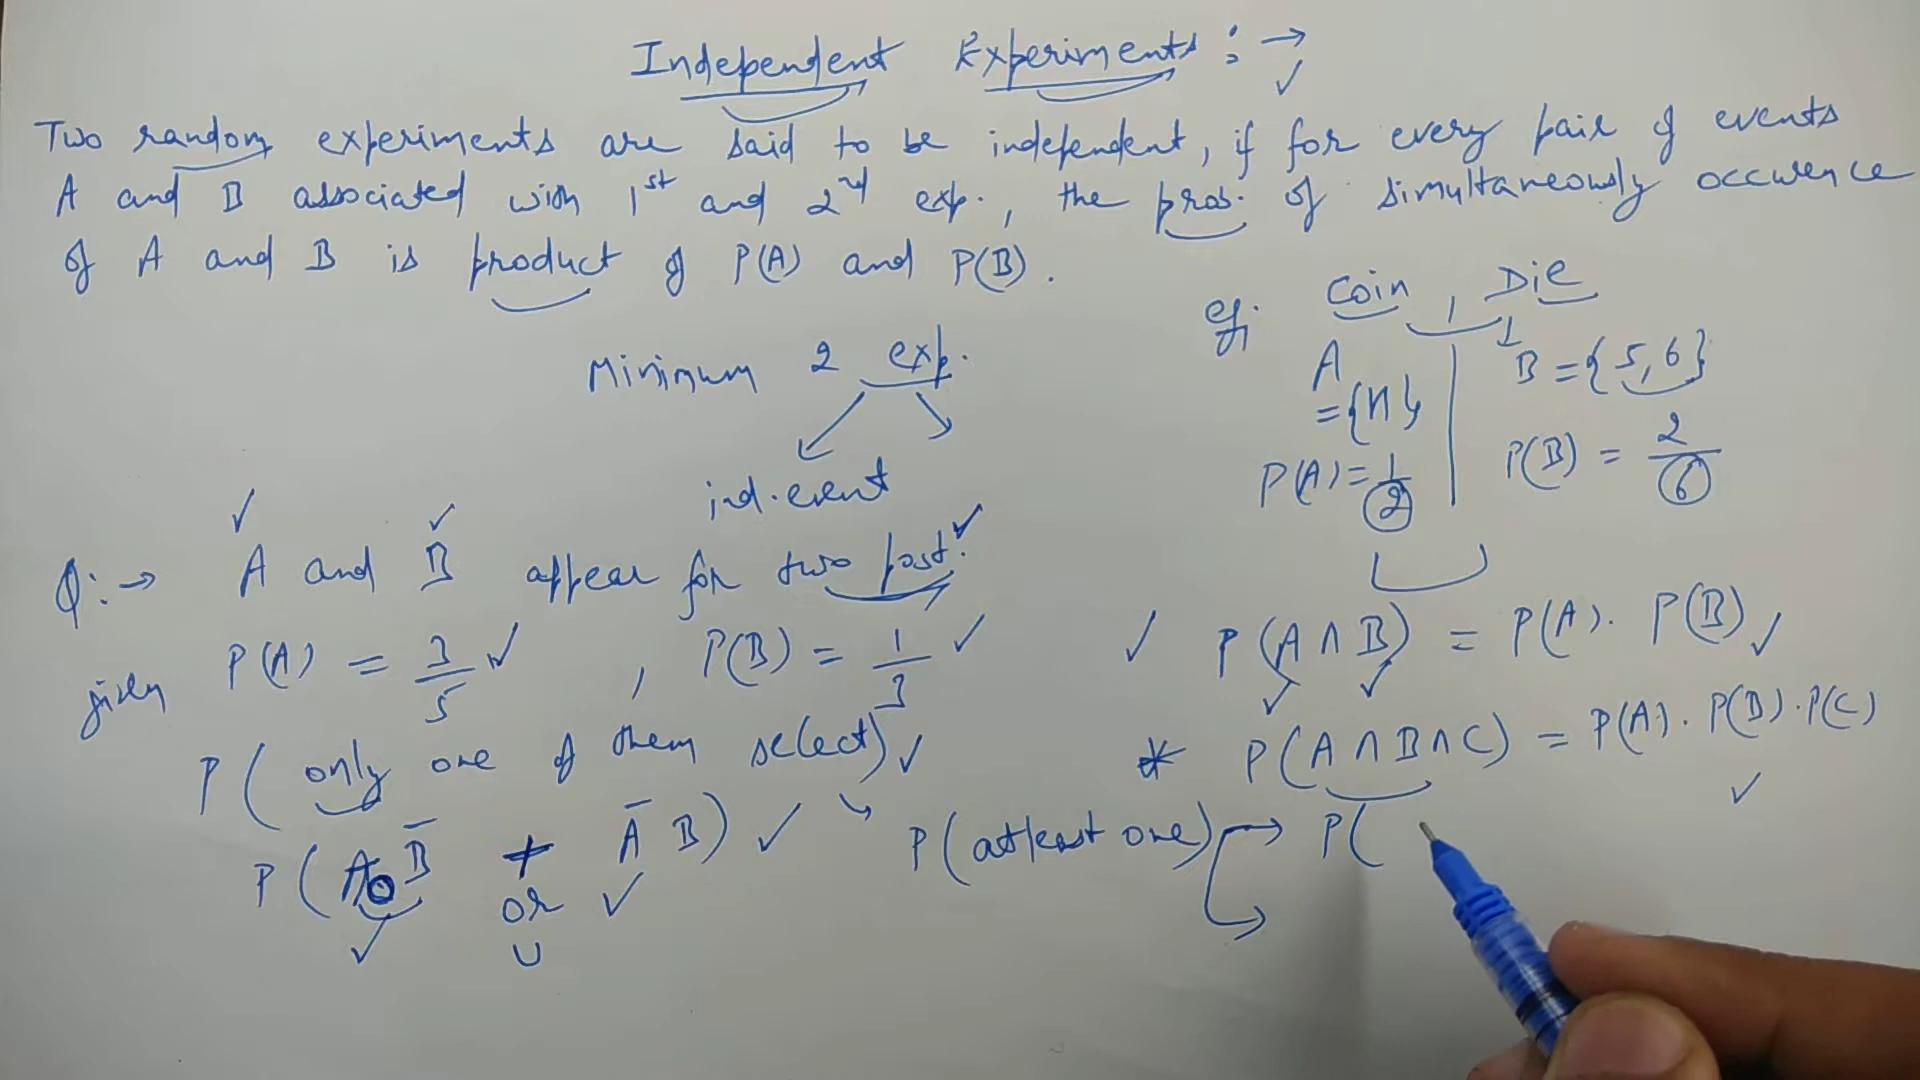 Independent Experiments :→
Two random experiments are said to be independent, if for every pair of events
A and B associated with 1st and 2nd exp., the prob. of simultaneously occurence
of A and B is product of P(A) and P(B).
eg. Coin , Die
Minimum 2 exp.
A = {H}
B = {5, 6}
P(A) = 1/2
P(B) = 2/6
ind. event
Q:→ A and B appear for two post.
given P(A) = 3/5 , P(B) = 1/3
P(A ∩ B) = P(A). P(B)
P( only one of them select)
* P(A ∩ B ∩ C) = P(A). P(B). P(C)
P( A B̄ + Ā B)
or
∪
P(atleast one) → P(